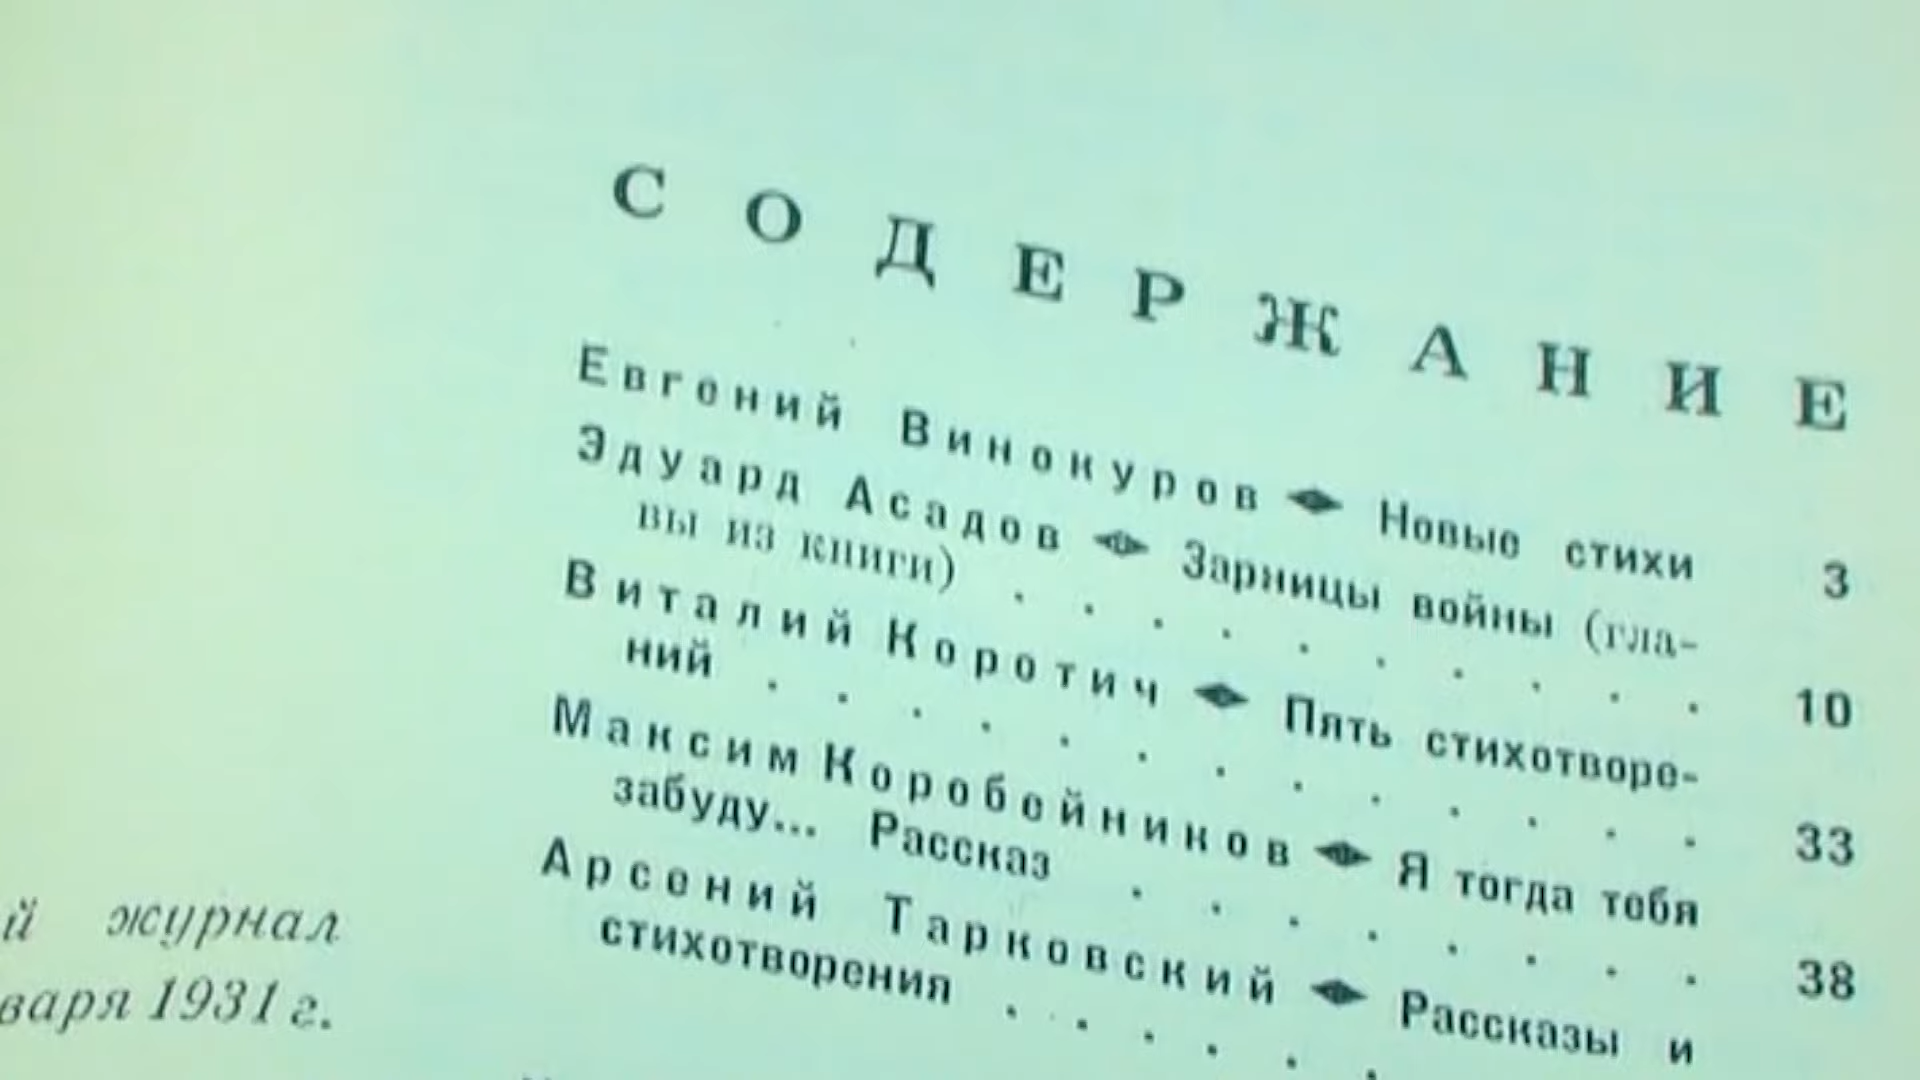 СОДЕРЖАНИЕ
Евгений Винокуров ◆ Новые стихи 3
Эдуард Асадов ◆ Зарницы войны (гла-
вы из книги) . . . . . . . . . . 10
Виталий Коротич ◆ Пять стихотворе-
ний . . . . . . . . . . . . . 33
Максим Коробейников ◆ Я тогда тебя
забуду... Рассказ . . . . . . . . 38
Арсений Тарковский ◆ Рассказы и
стихотворения . . . . . .
й журнал
варя 1931 г.